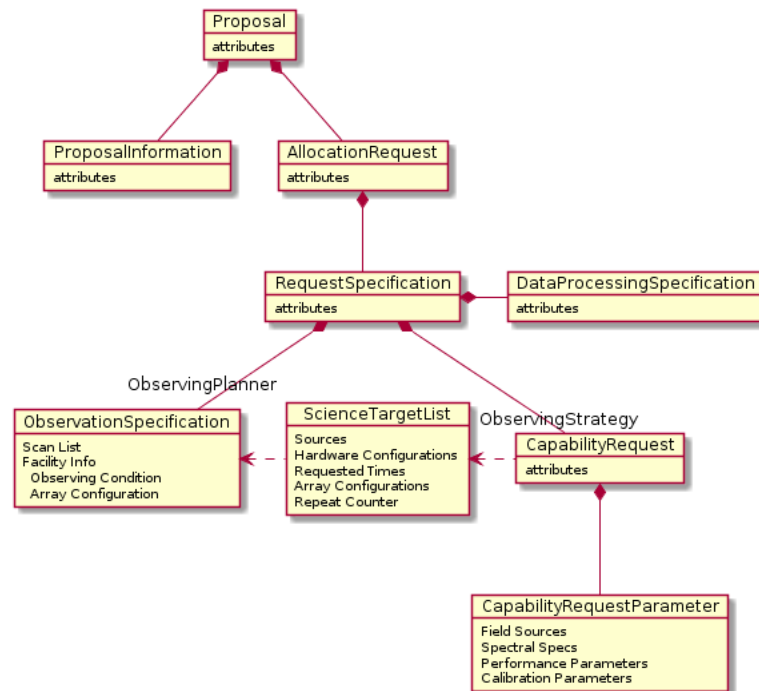 Proposal
attributes
ProposalInformation
attributes
AllocationRequest
attributes
RequestSpecification
attributes
DataProcessingSpecification
attributes
ObservingPlanner
ObservationSpecification
Scan List
Facility Info
Observing Condition
Array Configuration
ScienceTargetList
Sources
Hardware Configurations
Requested Times
Array Configurations
Repeat Counter
ObservingStrategy
CapabilityRequest
attributes
CapabilityRequestParameter
Field Sources
Spectral Specs
Performance Parameters
Calibration Parameters